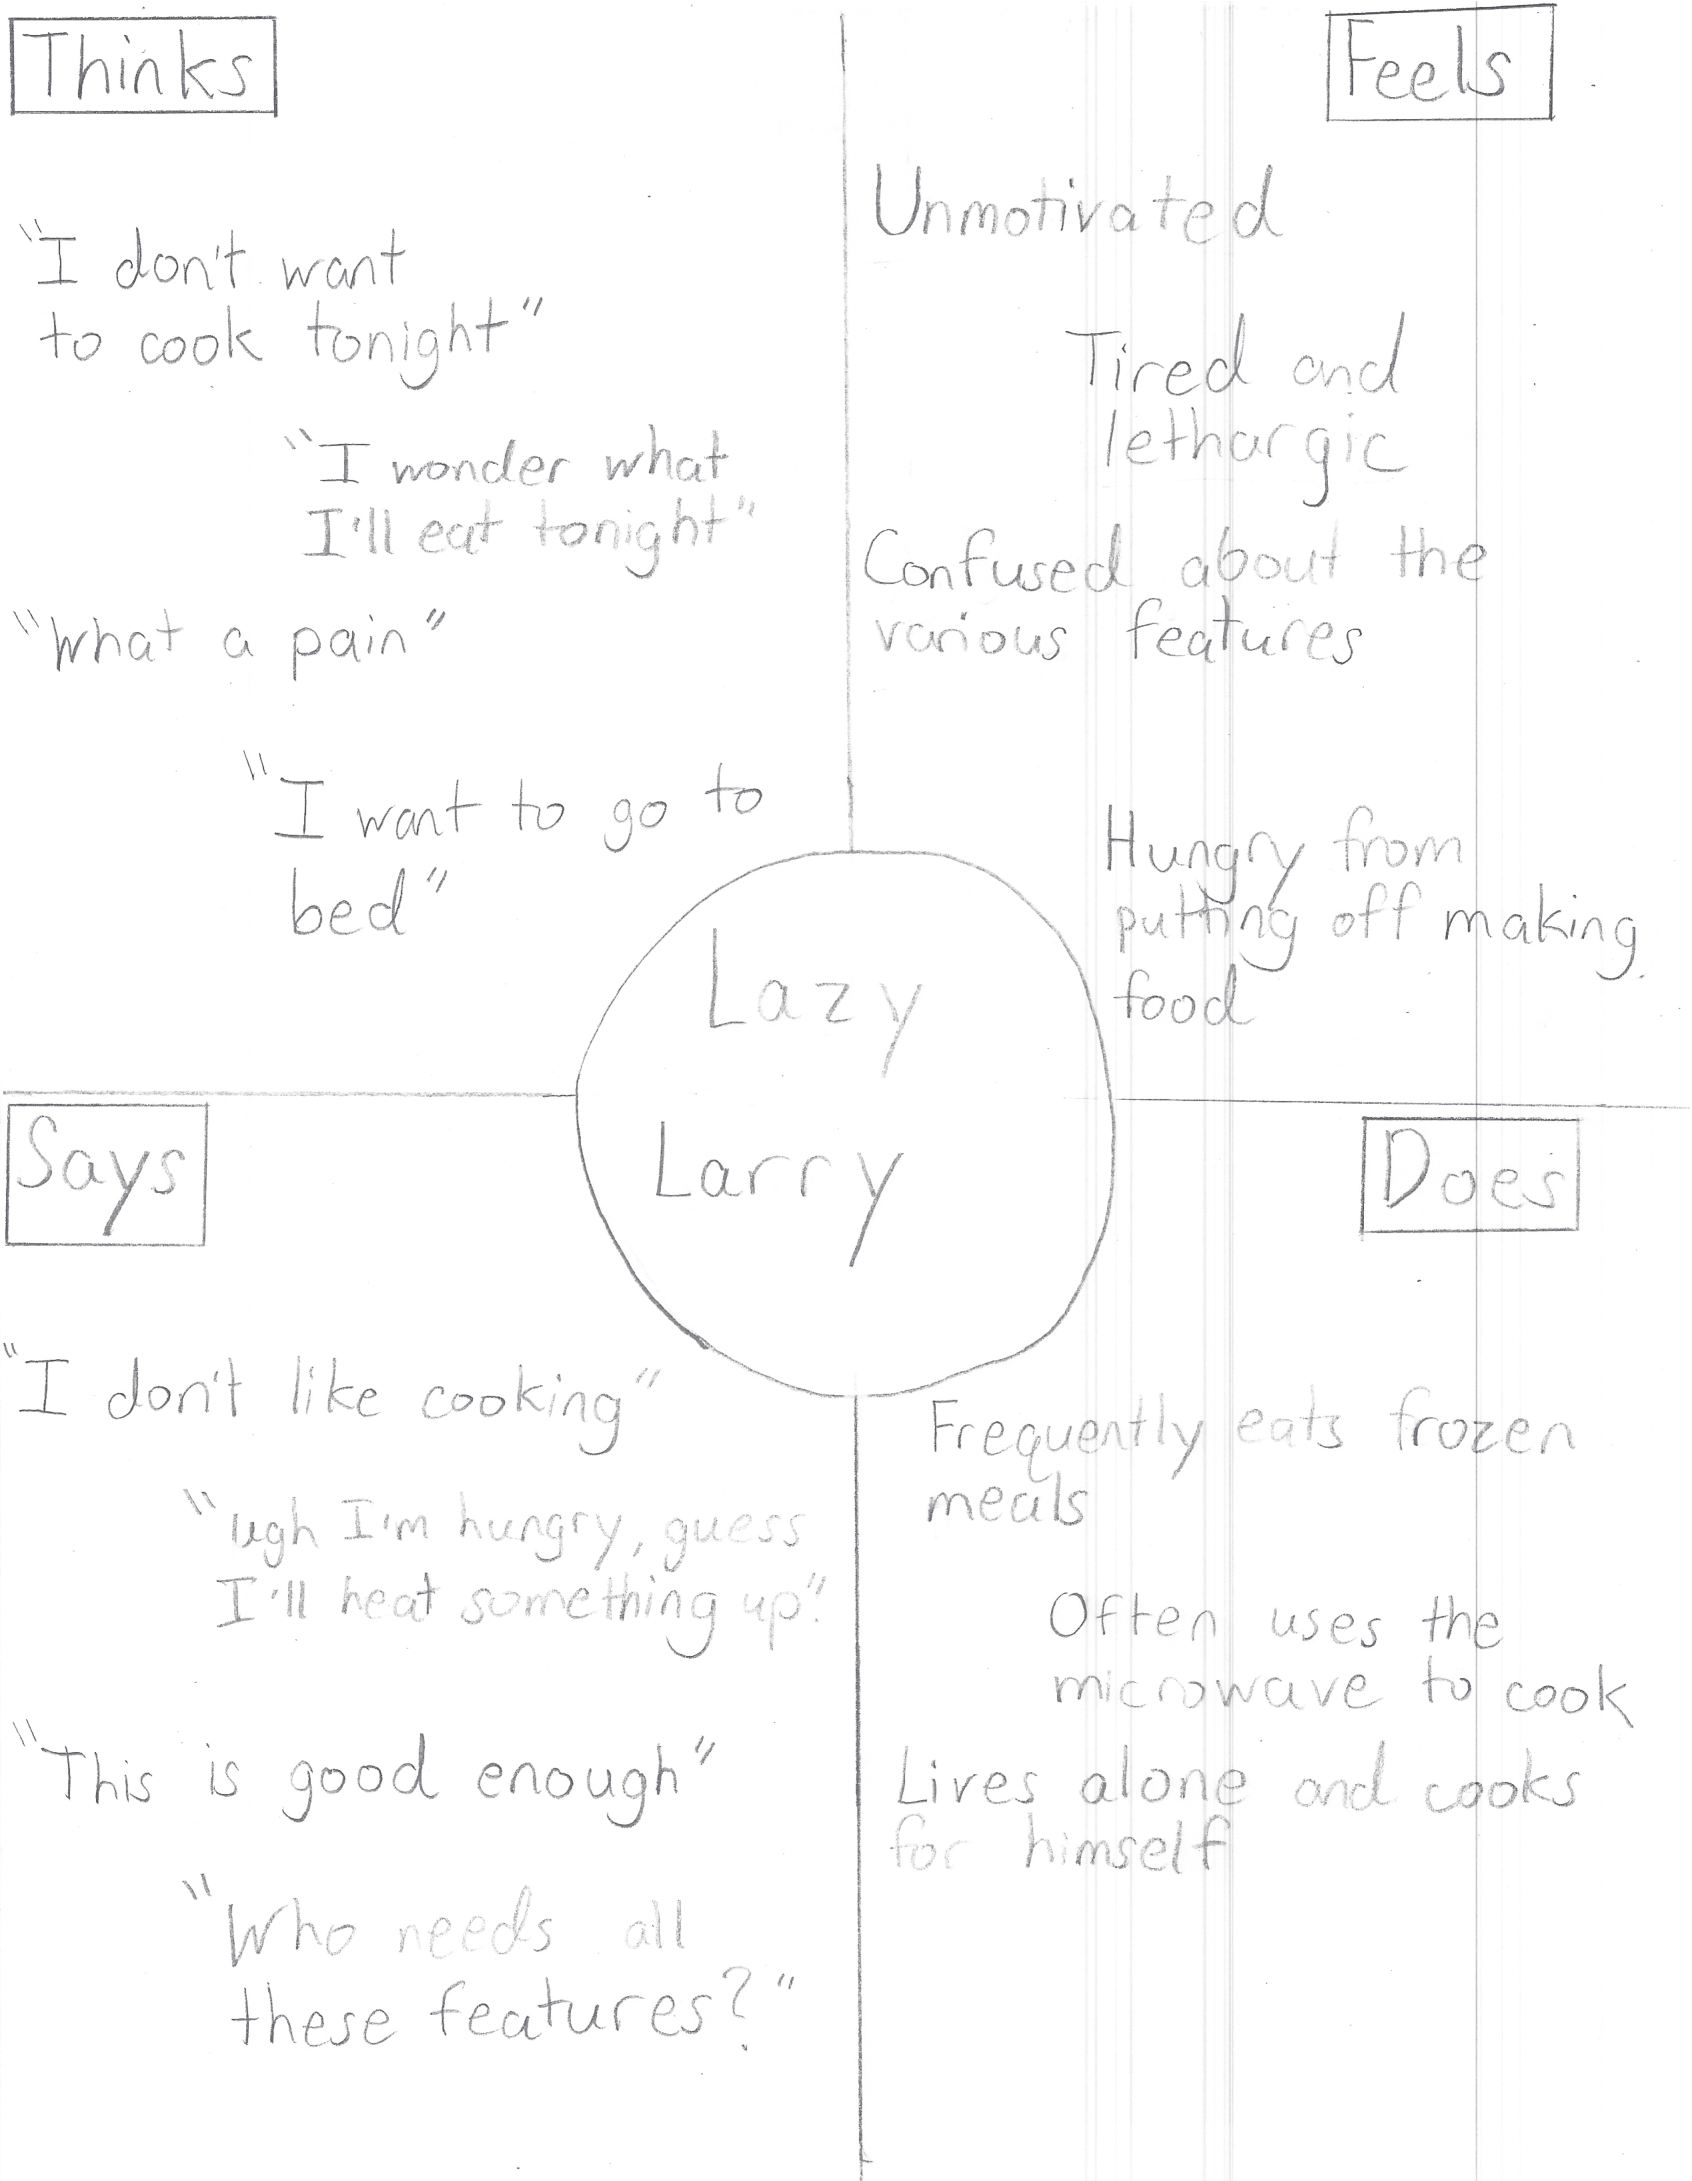 Thinks
"I don't want
to cook tonight"
"I wonder what
I'll eat tonight"
"What a pain"
"I want to go to
bed"
Feels
Unmotivated
Tired and
lethargic
Confused about the
various features
Hungry from
putting off making
food
Lazy
Larry
Says
"I don't like cooking"
"ugh I'm hungry, guess
I'll heat something up"
"This is good enough"
"Who needs all
these features?"
Does
Frequently eats frozen
meals
Often uses the
microwave to cook
Lives alone and cooks
for himself